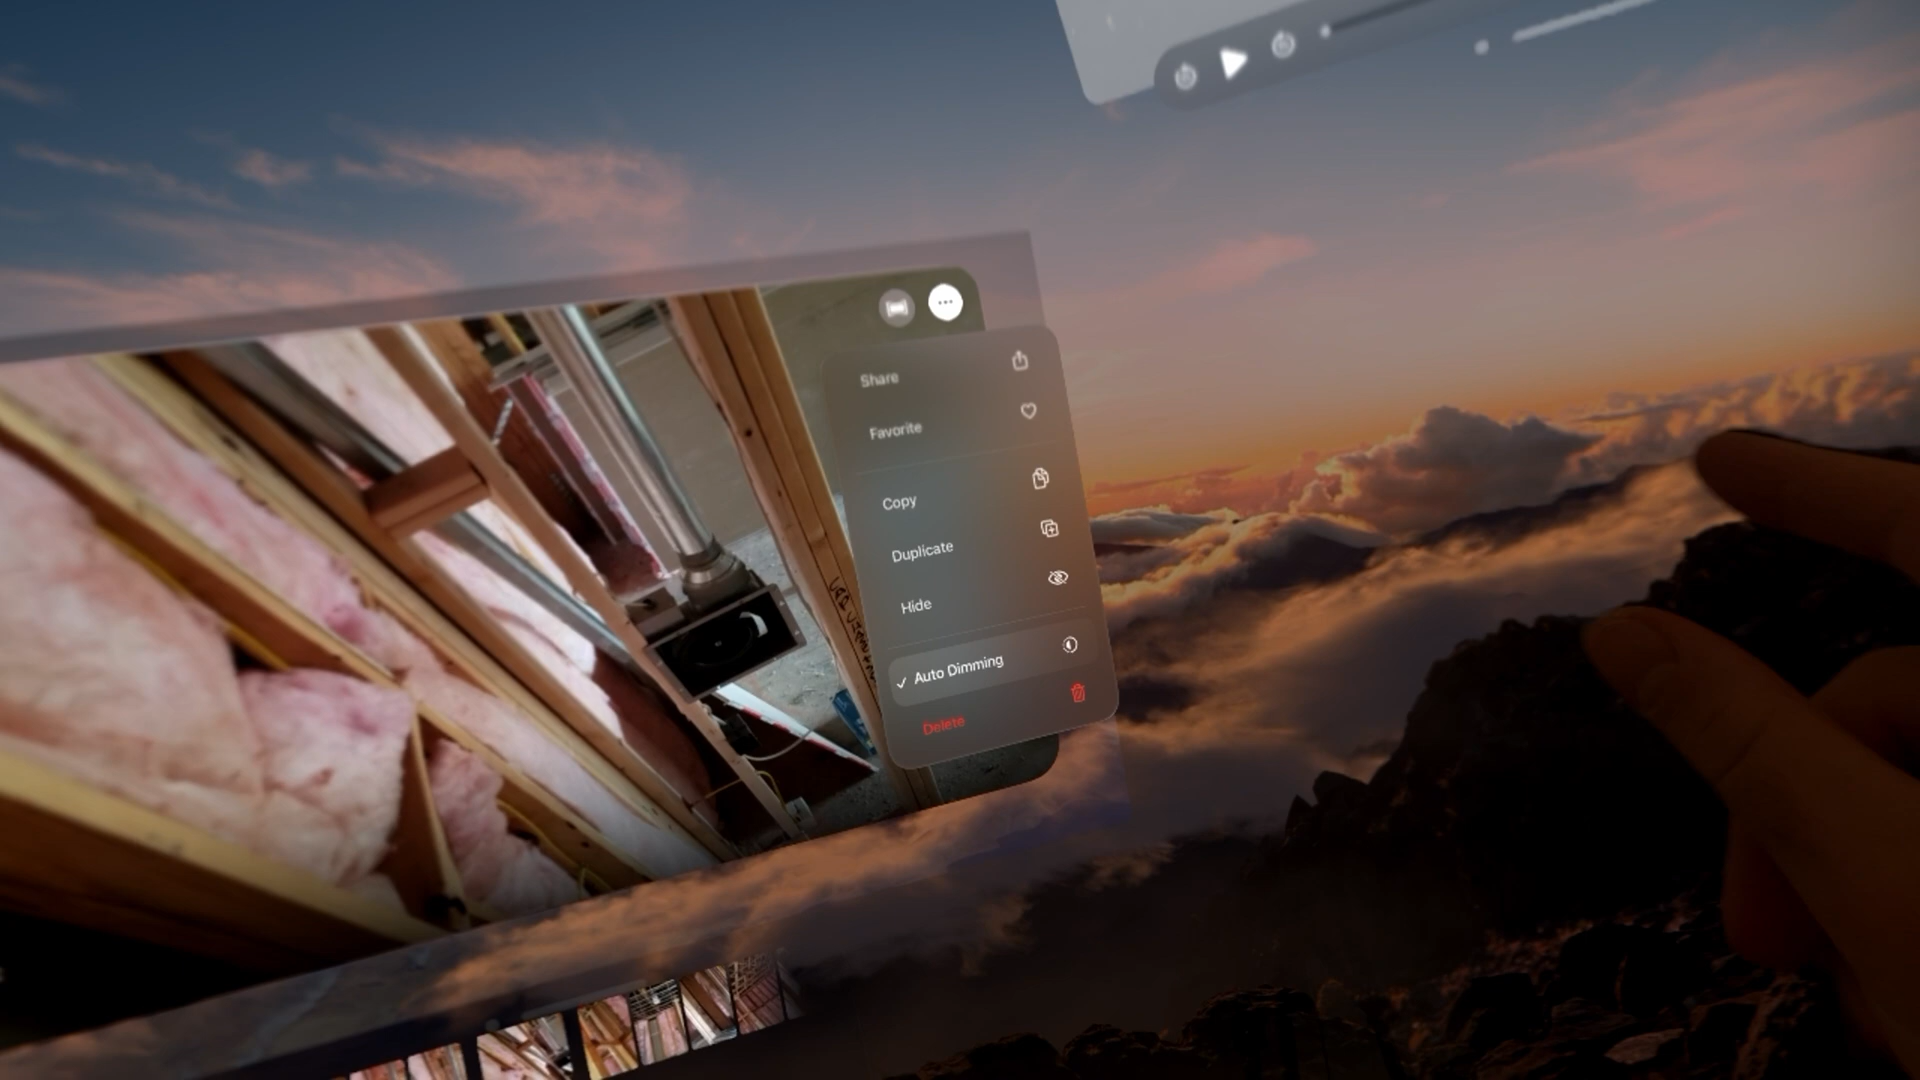 Share
Favorite
Copy
Duplicate
Hide
✓ Auto Dimming
Delete